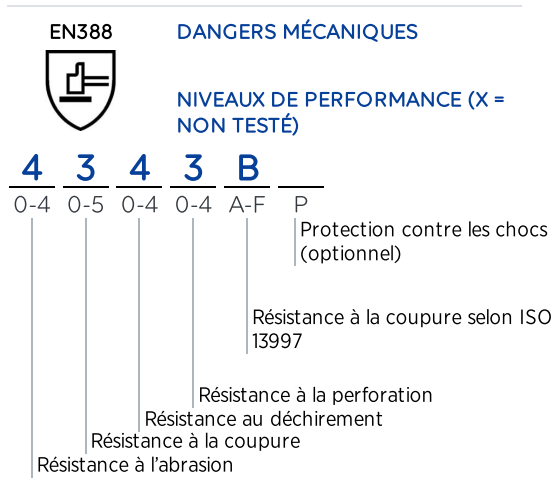 EN388
DANGERS MÉCANIQUES
NIVEAUX DE PERFORMANCE (X =
NON TESTÉ)
4 3 4 3 B
0-4 0-5 0-4 0-4 A-F P
Protection contre les chocs
(optionnel)
Résistance à la coupure selon ISO
13997
Résistance à la perforation
Résistance au déchirement
Résistance à la coupure
Résistance à l’abrasion